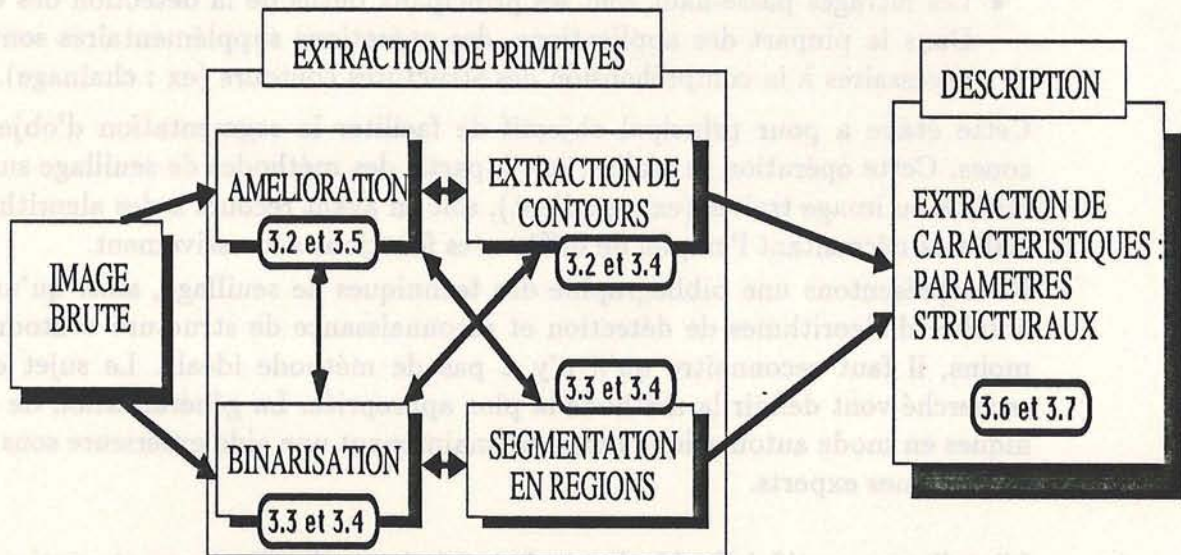 EXTRACTION DE PRIMITIVES
DESCRIPTION
AMELIORATION
3.2 et 3.5
EXTRACTION DE
CONTOURS
3.2 et 3.4
IMAGE
BRUTE
EXTRACTION DE
CARACTERISTIQUES :
PARAMETRES
STRUCTURAUX
3.6 et 3.7
BINARISATION
3.3 et 3.4
3.3 et 3.4
SEGMENTATION
EN REGIONS